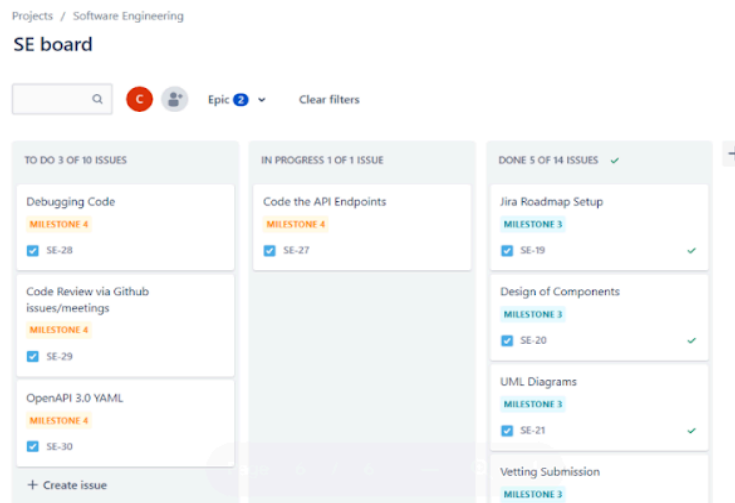 Projects / Software Engineering
SE board
C
Epic 2
Clear filters
TO DO 3 OF 10 ISSUES
Debugging Code
MILESTONE 4
SE-28
Code Review via Github
issues/meetings
MILESTONE 4
SE-29
OpenAPI 3.0 YAML
MILESTONE 4
SE-30
+ Create issue
IN PROGRESS 1 OF 1 ISSUE
Code the API Endpoints
MILESTONE 4
SE-27
DONE 5 OF 14 ISSUES
Jira Roadmap Setup
MILESTONE 3
SE-19
Design of Components
MILESTONE 3
SE-20
UML Diagrams
MILESTONE 3
SE-21
Vetting Submission
MILESTONE 3